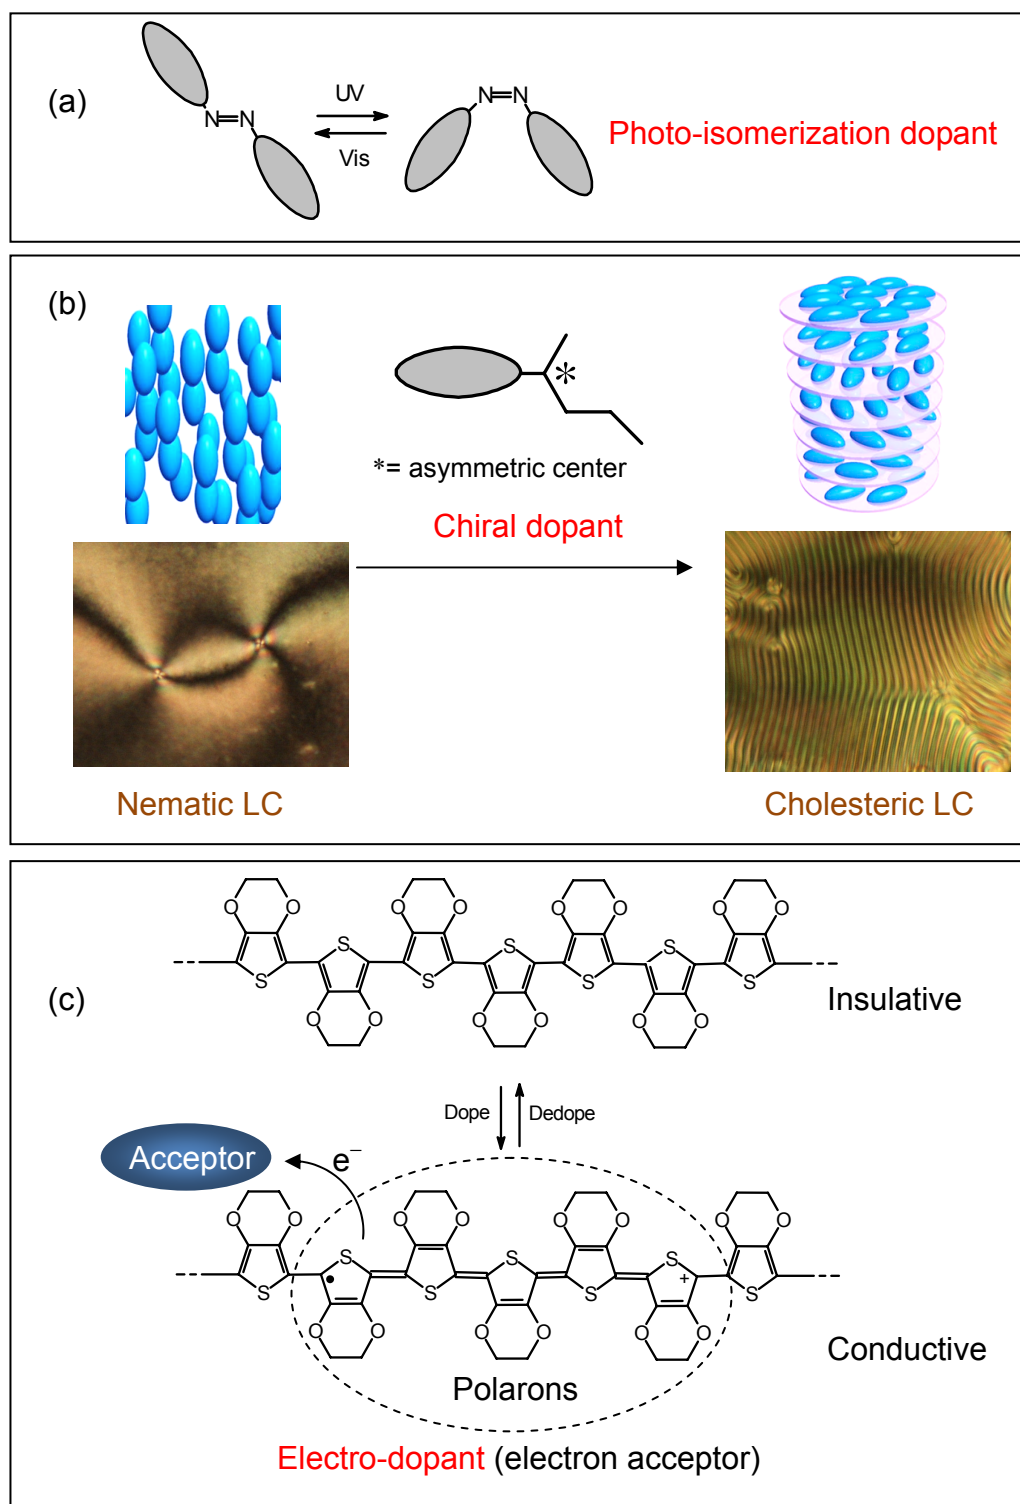 (a)
N=N
UV
Vis
N=N
Photo-isomerization dopant
(b)
*
*= asymmetric center
Chiral dopant
Nematic LC
Cholesteric LC
(c)
O O O O O O O O
S S S
S S S S
O O O O O O
Insulative
Dope
Dedope
Acceptor
e−
O O O O O O O O
S S S
S S S S
• +
O O O O O O
Conductive
Polarons
Electro-dopant (electron acceptor)